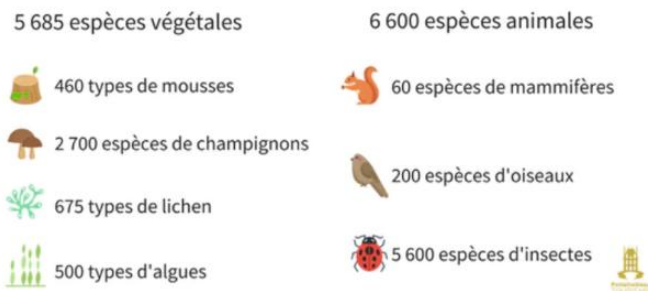 5 685 espèces végétales
460 types de mousses
2 700 espèces de champignons
675 types de lichen
500 types d'algues
6 600 espèces animales
60 espèces de mammifères
200 espèces d'oiseaux
5 600 espèces d'insectes